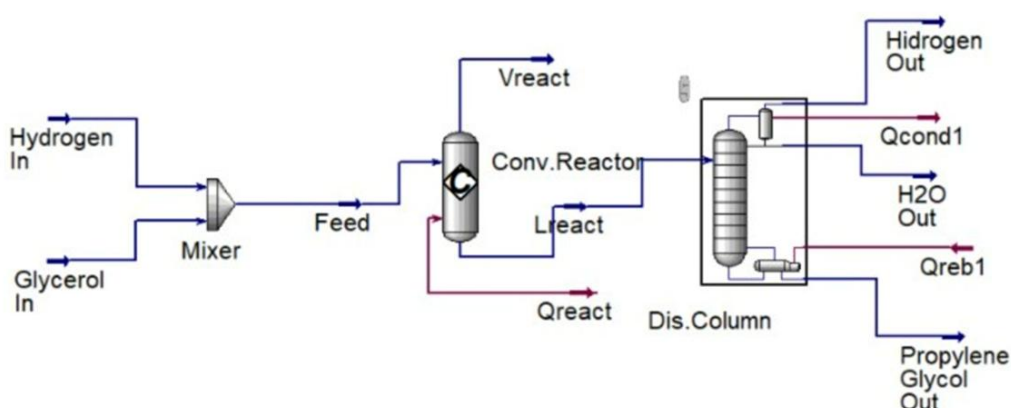 Hydrogen
In
Glycerol
In
Mixer
Feed
Vreact
C
Conv.Reactor
Lreact
Qreact
Dis.Column
Hidrogen
Out
Qcond1
H2O
Out
Qreb1
Propylene
Glycol
Out